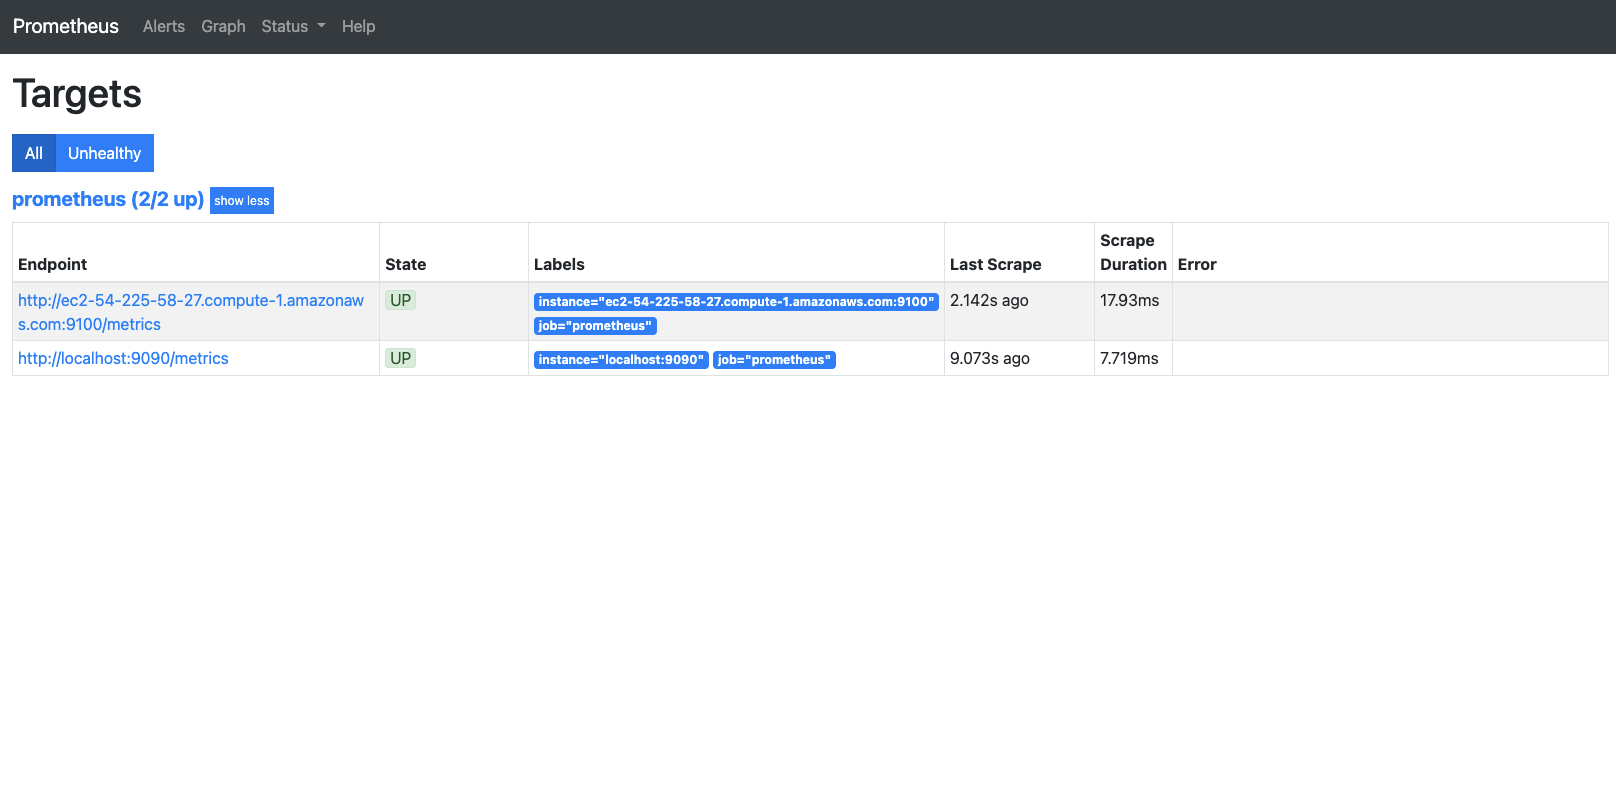 Prometheus Alerts Graph Status Help
Targets
All Unhealthy
prometheus (2/2 up) show less
Endpoint State Labels Last Scrape Scrape Duration Error
http://ec2-54-225-58-27.compute-1.amazonaw
s.com:9100/metrics
UP
instance="ec2-54-225-58-27.compute-1.amazonaws.com:9100"
job="prometheus"
2.142s ago
17.93ms
http://localhost:9090/metrics UP instance="localhost:9090" job="prometheus" 9.073s ago 7.719ms